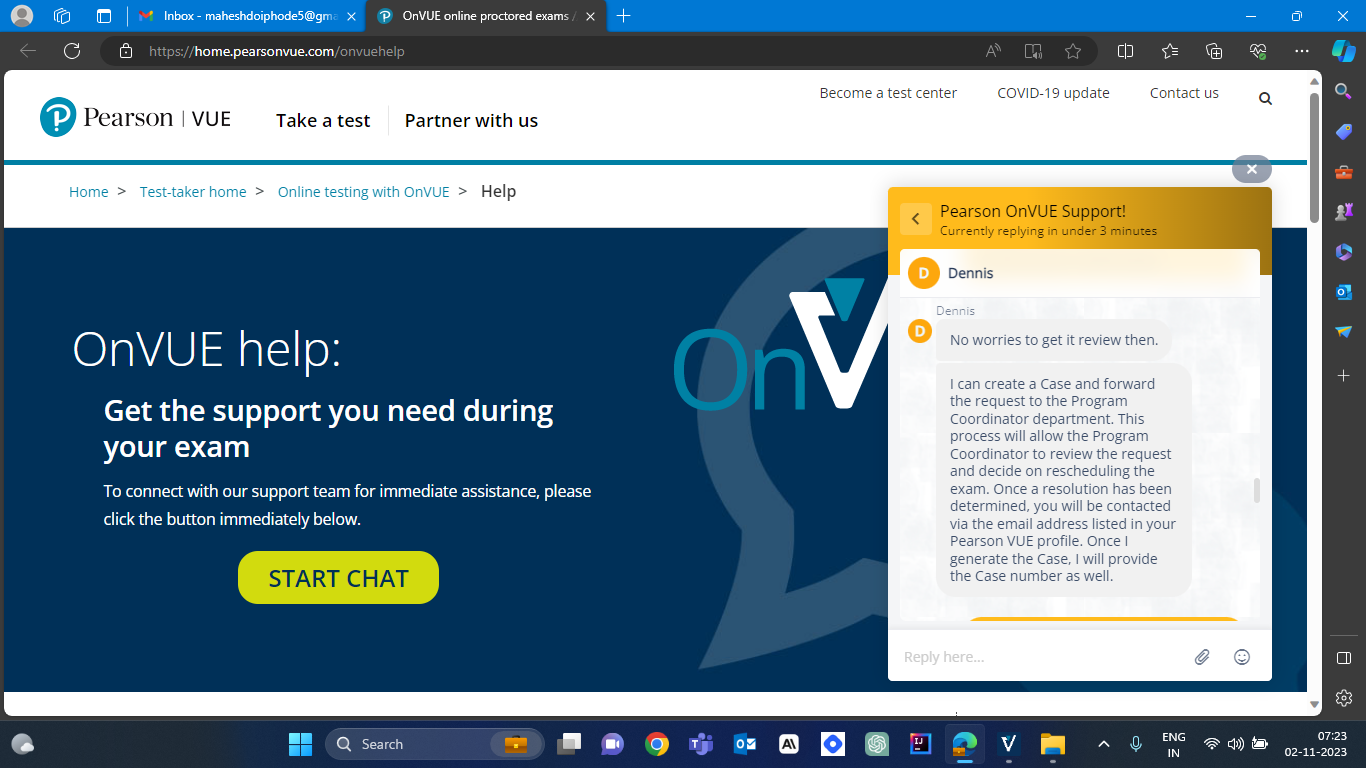 Inbox - maheshdoiphode5@gma
OnVUE online proctored exams /
https://home.pearsonvue.com/onvuehelp
Become a test center
COVID-19 update
Contact us
Pearson | VUE
Take a test
Partner with us
Home > Test-taker home > Online testing with OnVUE > Help
OnVUE help:
Get the support you need during
your exam
To connect with our support team for immediate assistance, please
click the button immediately below.
START CHAT
OnV
Pearson OnVUE Support!
Currently replying in under 3 minutes
D
Dennis
Dennis
D
No worries to get it review then.
I can create a Case and forward
the request to the Program
Coordinator department. This
process will allow the Program
Coordinator to review the request
and decide on rescheduling the
exam. Once a resolution has been
determined, you will be contacted
via the email address listed in your
Pearson VUE profile. Once I
generate the Case, I will provide
the Case number as well.
Reply here...
Search
ENG
IN
07:23
02-11-2023